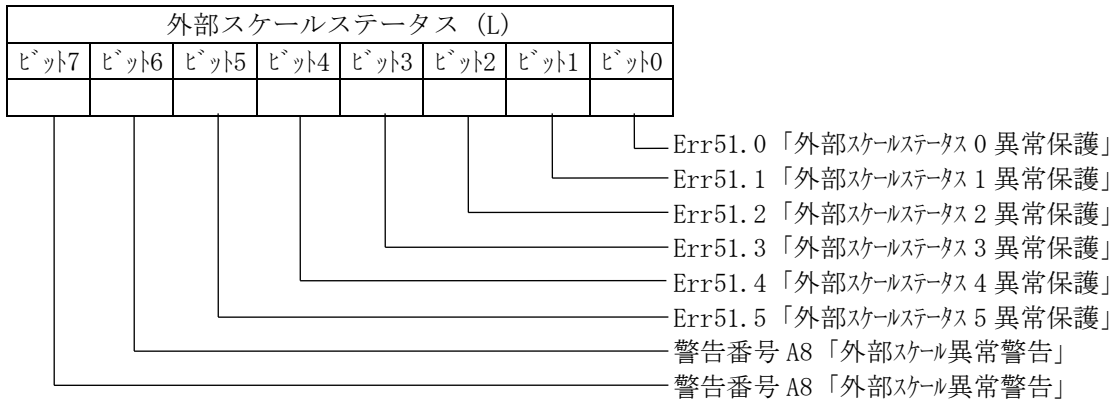 外部スケールステータス (L)
ﾋﾞｯﾄ7 ﾋﾞｯﾄ6 ﾋﾞｯﾄ5 ﾋﾞｯﾄ4 ﾋﾞｯﾄ3 ﾋﾞｯﾄ2 ﾋﾞｯﾄ1 ﾋﾞｯﾄ0
Err51.0「外部ｽｹｰﾙｽﾃｰﾀｽ 0 異常保護」
Err51.1「外部ｽｹｰﾙｽﾃｰﾀｽ 1 異常保護」
Err51.2「外部ｽｹｰﾙｽﾃｰﾀｽ 2 異常保護」
Err51.3「外部ｽｹｰﾙｽﾃｰﾀｽ 3 異常保護」
Err51.4「外部ｽｹｰﾙｽﾃｰﾀｽ 4 異常保護」
Err51.5「外部ｽｹｰﾙｽﾃｰﾀｽ 5 異常保護」
警告番号 A8「外部ｽｹｰﾙ異常警告」
警告番号 A8「外部ｽｹｰﾙ異常警告」